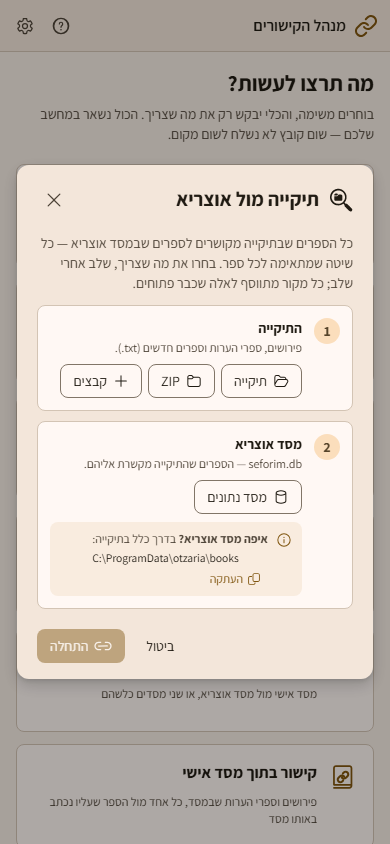 מנהל הקישורים
מה תרצו לעשות?
בוחרים משימה, והכלי יבקש רק את מה שצריך. הכול נשאר במחשב
שלכם — שום קובץ לא נשלח לשום מקום.
תיקייה מול אוצריא
כל הספרים שבתיקייה מקושרים לספרים שבמסד אוצריא — כל
שיטה שמתאימה לכל ספר. בחרו את מה שצריך, שלב אחרי
שלב; כל מקור מתווסף לאלה שכבר פתוחים.
1
התיקייה
פירושים, ספרי הערות וספרים חדשים (txt.).
תיקייה
ZIP
קבצים
2
מסד אוצריא
seforim.db — הספרים שהתיקייה מקשרת אליהם.
מסד נתונים
איפה מסד אוצריא? בדרך כלל בתיקייה:
C:\ProgramData\otzaria\books
העתקה
ביטול
התחלה
מסד אישי מול מסד אוצריא, או שני מסדים כלשהם
קישור בתוך מסד אישי
פירושים וספרי הערות שבמסד, כל אחד מול הספר שעליו נכתב
באותו מסד